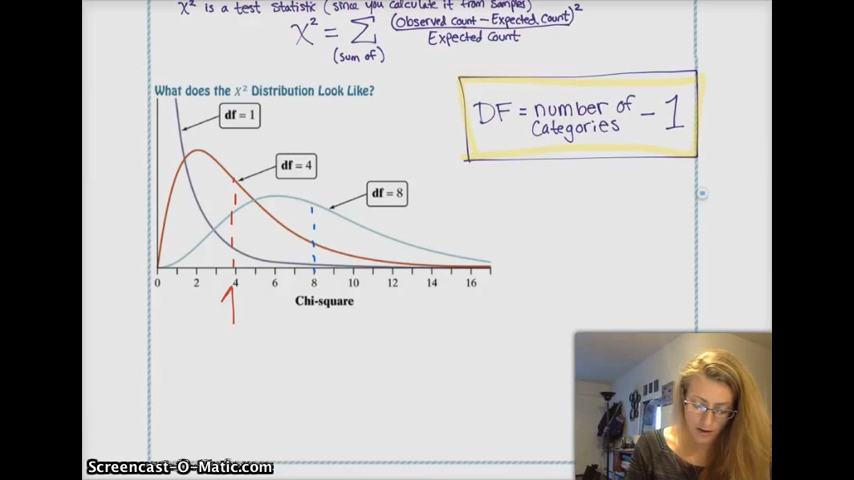 χ² is a test statistic (since you calculate it from samples)
χ² = Σ (Observed Count - Expected Count)² / Expected Count
(sum of)
What does the X² Distribution Look Like?
df = 1
df = 4
df = 8
DF = number of categories - 1
0 2 4 6 8 10 12 14 16
Chi-square
Screencast-O-Matic.com